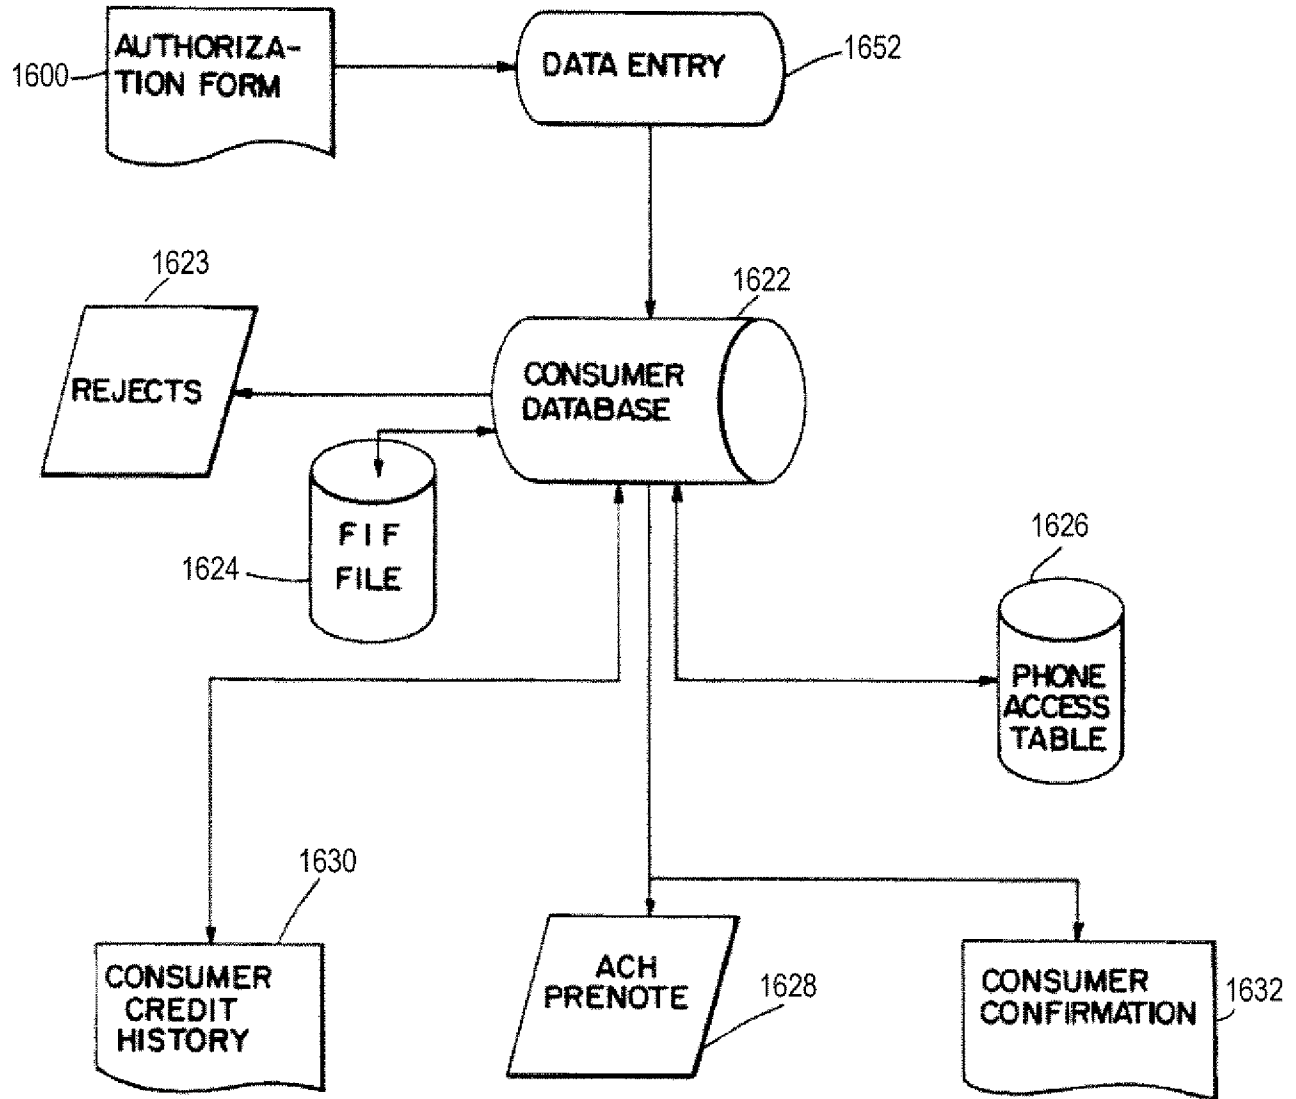 AUTHORIZA-
TION FORM
1600
DATA ENTRY
1652
1623
REJECTS
1622
CONSUMER
DATABASE
FIF
FILE
1624
1626
PHONE
ACCESS
TABLE
1630
CONSUMER
CREDIT
HISTORY
ACH
PRENOTE
1628
CONSUMER
CONFIRMATION
1632